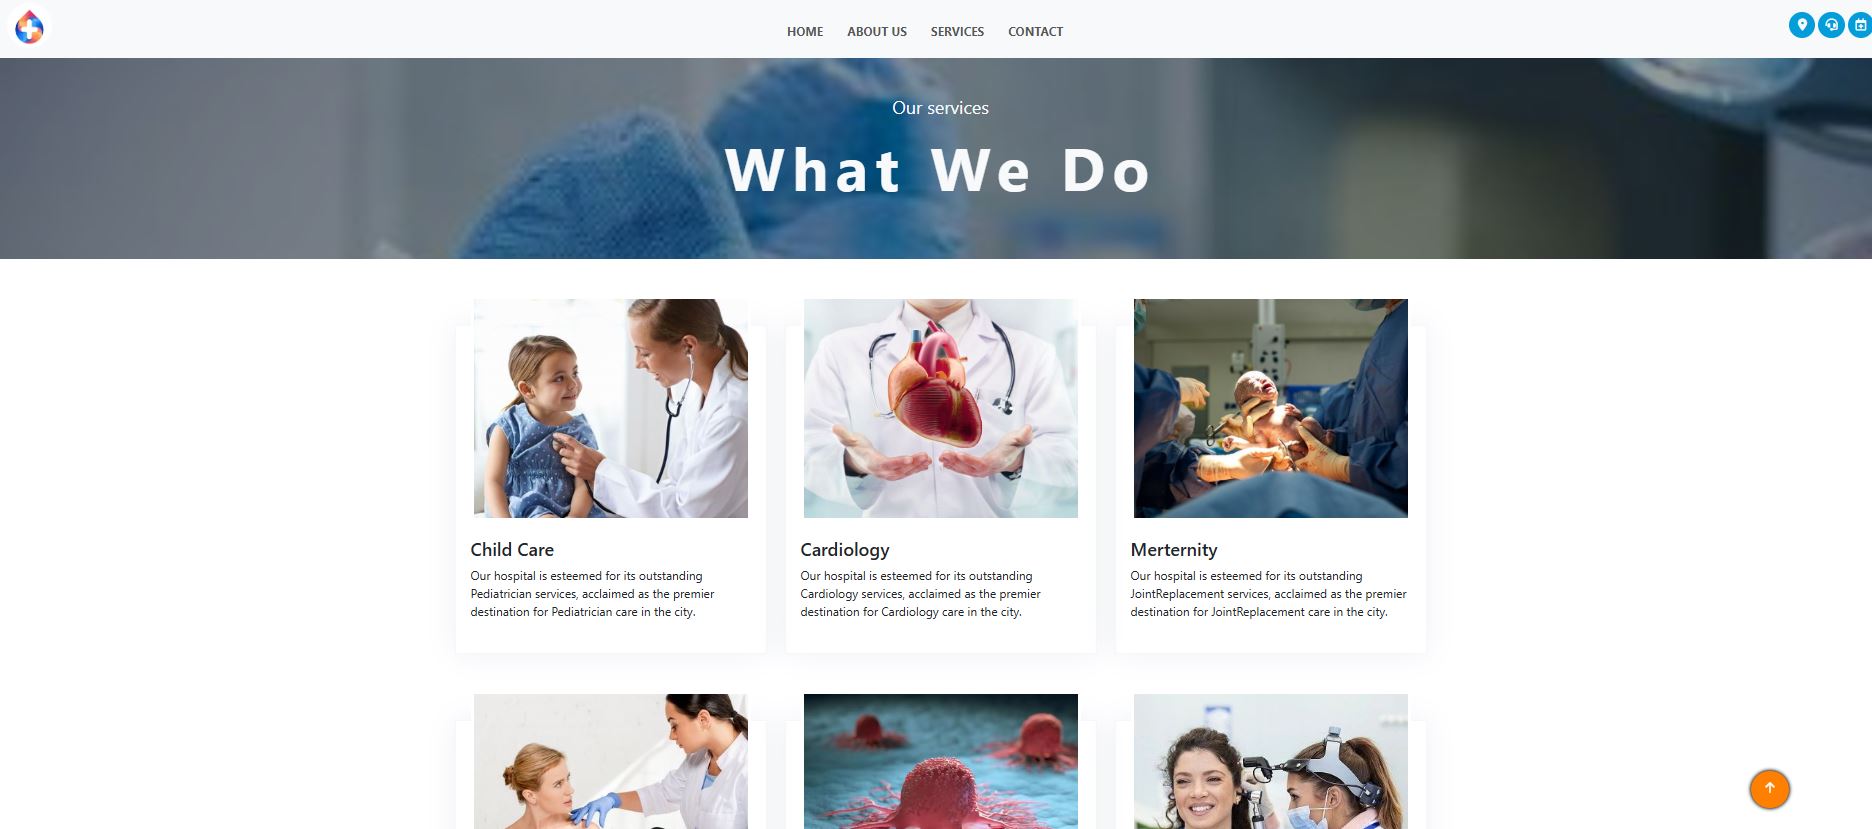 HOME ABOUT US SERVICES CONTACT
Our services
What We Do
Child Care
Our hospital is esteemed for its outstanding
Pediatrician services, acclaimed as the premier
destination for Pediatrician care in the city.
Cardiology
Our hospital is esteemed for its outstanding
Cardiology services, acclaimed as the premier
destination for Cardiology care in the city.
Merternity
Our hospital is esteemed for its outstanding
JointReplacement services, acclaimed as the premier
destination for JointReplacement care in the city.